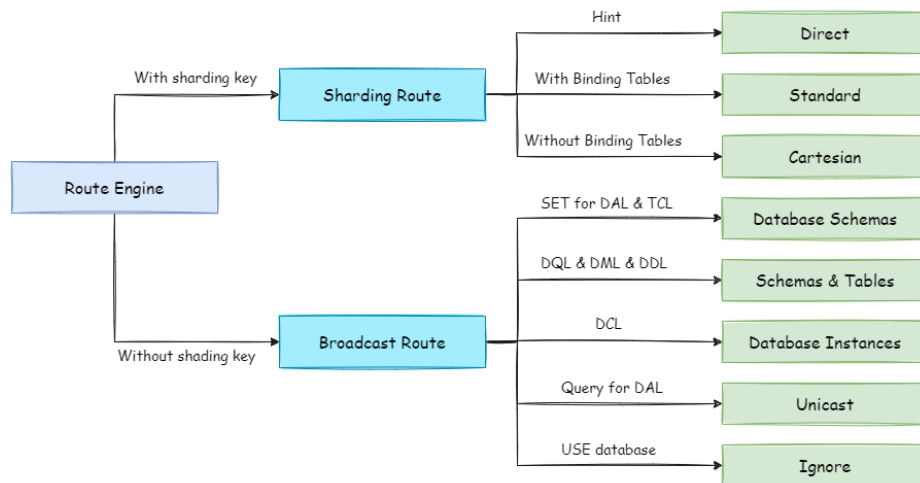 Hint
Direct
With sharding key
Sharding Route
With Binding Tables
Standard
Without Binding Tables
Cartesian
Route Engine
SET for DAL & TCL
Database Schemas
DQL & DML & DDL
Schemas & Tables
Without shading key
Broadcast Route
DCL
Database Instances
Query for DAL
Unicast
USE database
Ignore